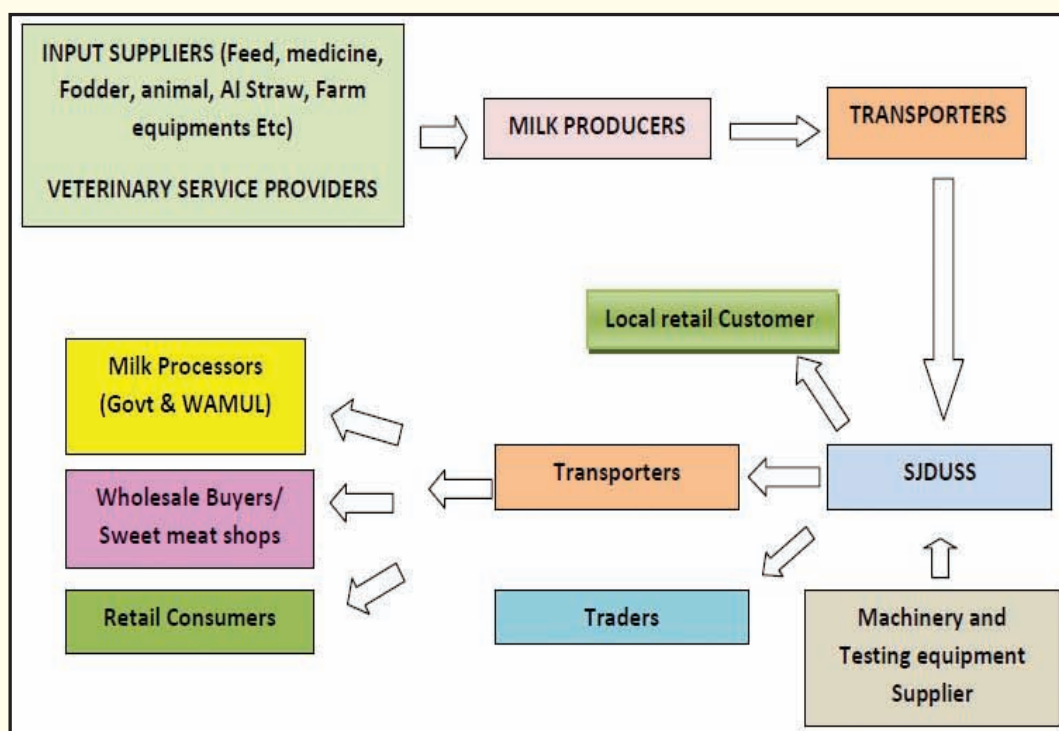 INPUT SUPPLIERS (Feed, medicine,
Fodder, animal, AI Straw, Farm
equipments Etc)
VETERINARY SERVICE PROVIDERS
MILK PRODUCERS
TRANSPORTERS
Local retail Customer
Milk Processors
(Govt & WAMUL)
Wholesale Buyers/
Sweet meat shops
Retail Consumers
Transporters
SJDUSS
Traders
Machinery and
Testing equipment
Supplier